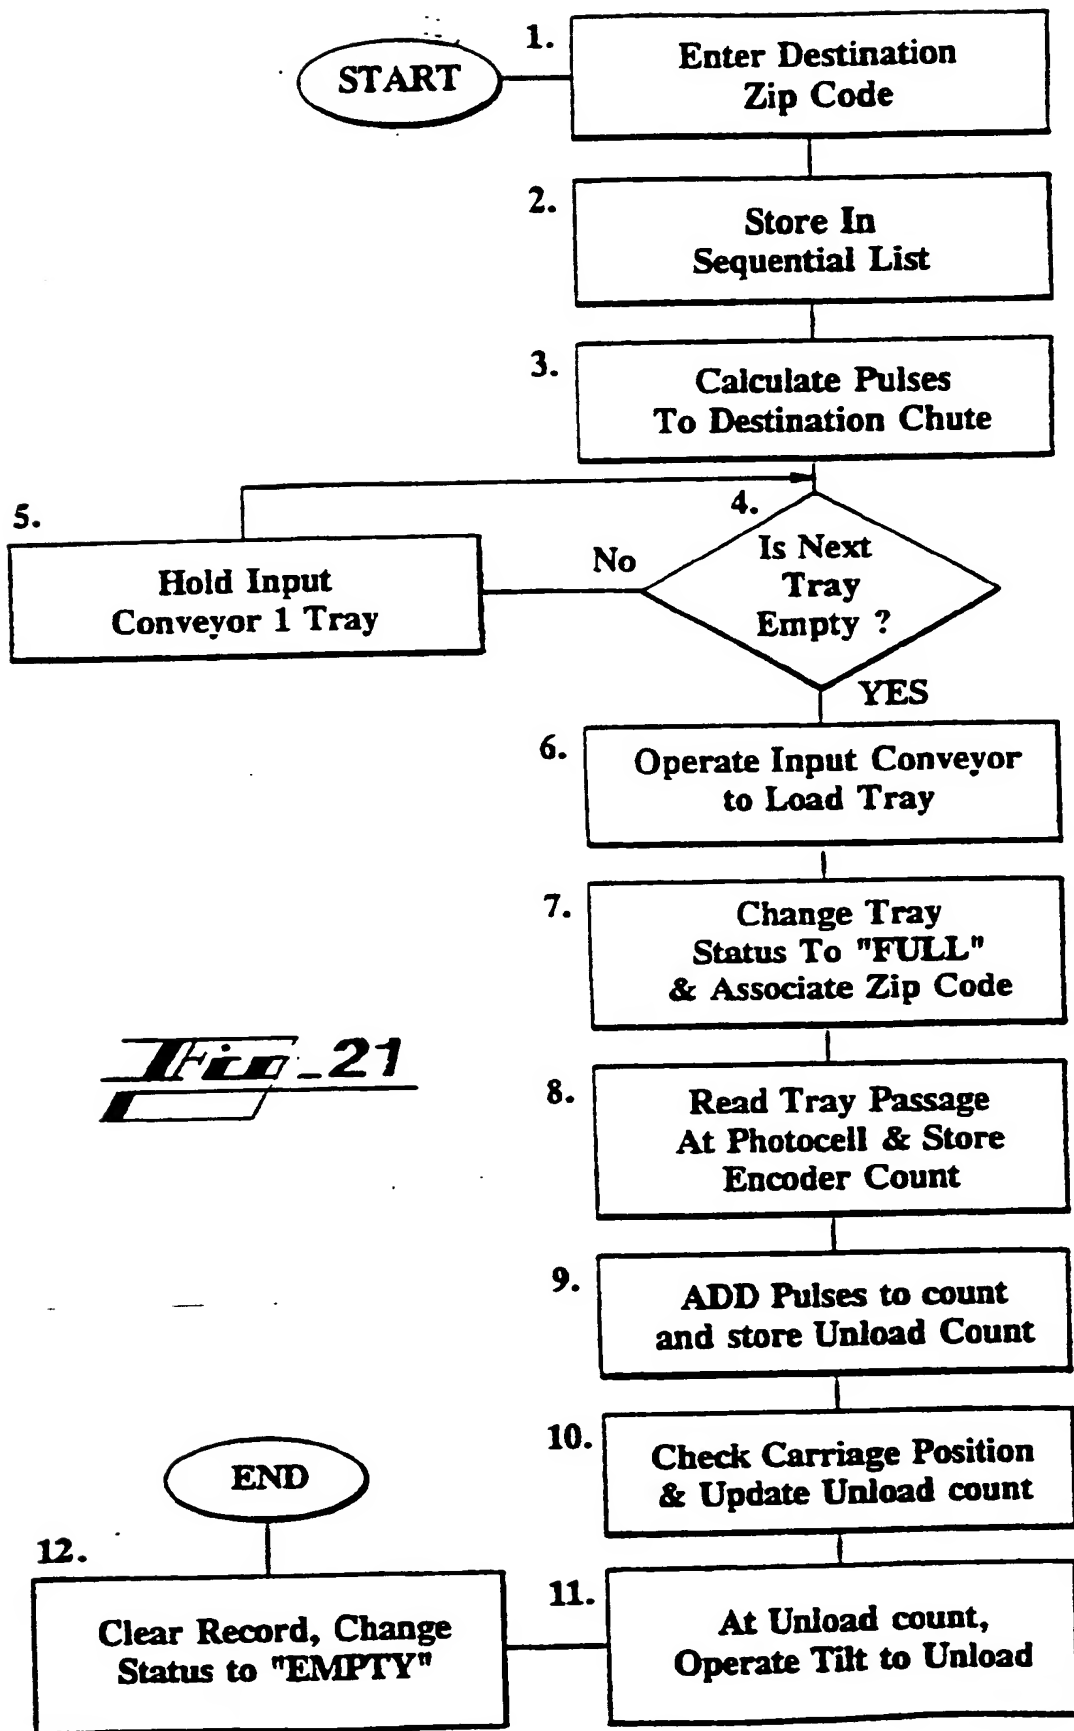 START
1.
Enter Destination
Zip Code
2.
Store In
Sequential List
3.
Calculate Pulses
To Destination Chute
4.
Is Next
Tray
Empty ?
No
5.
Hold Input
Conveyor 1 Tray
YES
6.
Operate Input Conveyor
to Load Tray
7.
Change Tray
Status To "FULL"
& Associate Zip Code
8.
Read Tray Passage
At Photocell & Store
Encoder Count
Fig_21
9.
ADD Pulses to count
and store Unload Count
10.
Check Carriage Position
& Update Unload count
11.
At Unload count,
Operate Tilt to Unload
12.
Clear Record, Change
Status to "EMPTY"
END